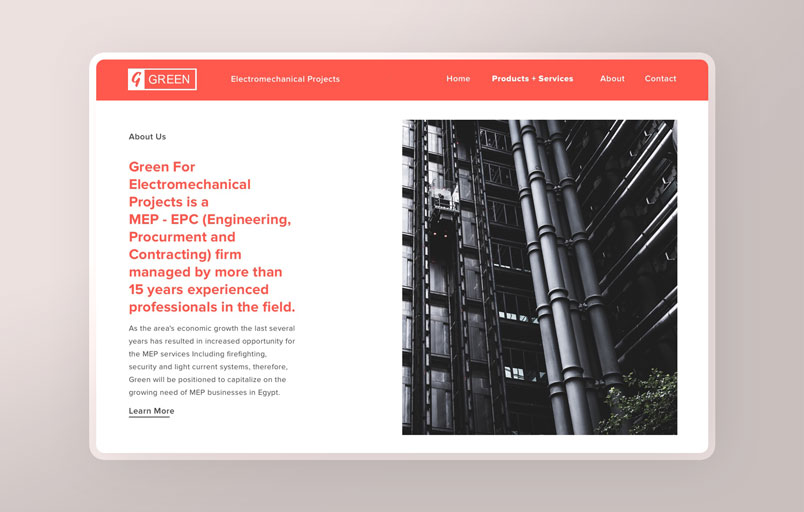 G GREEN
Electromechanical Projects
Home
Products + Services
About
Contact
About Us
Green For
Electromechanical
Projects is a
MEP - EPC (Engineering,
Procurment and
Contracting) firm
managed by more than
15 years experienced
professionals in the field.
As the area's economic growth the last several
years has resulted in increased opportunity for
the MEP services Including firefighting,
security and light current systems, therefore,
Green will be positioned to capitalize on the
growing need of MEP businesses in Egypt.
Learn More